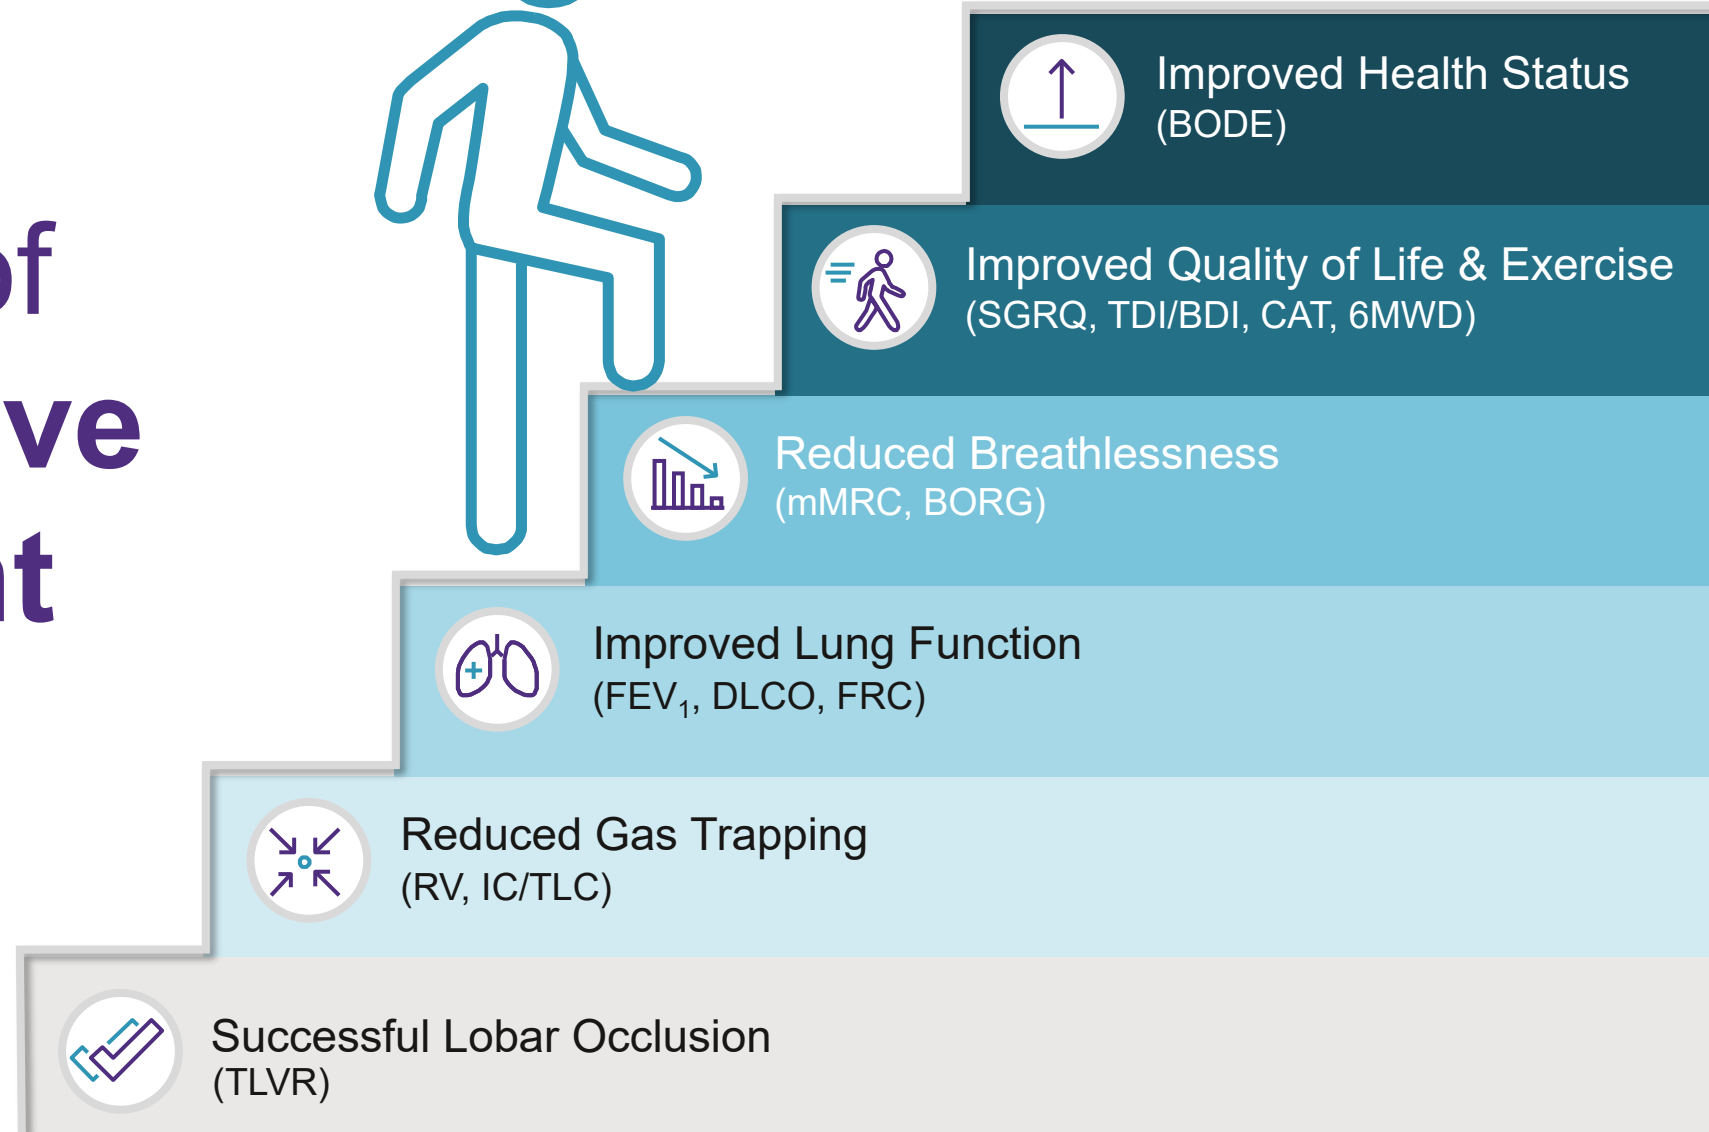 of
Improved Health Status
(BODE)
Improved Quality of Life & Exercise
(SGRQ, TDI/BDI, CAT, 6MWD)
Reduced Breathlessness
(mMRC, BORG)
Improved Lung Function
(FEV₁, DLCO, FRC)
Reduced Gas Trapping
(RV, IC/TLC)
Successful Lobar Occlusion
(TLVR)